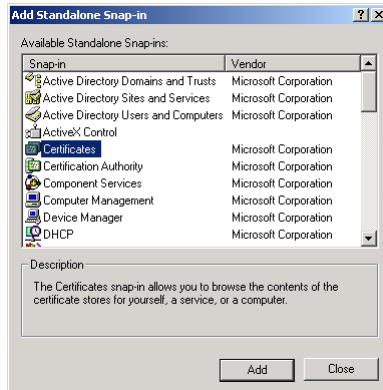 Add Standalone Snap-in
Available Standalone Snap-ins:
Snap-in Vendor
Active Directory Domains and Trusts Microsoft Corporation
Active Directory Sites and Services Microsoft Corporation
Active Directory Users and Computers Microsoft Corporation
ActiveX Control
Certificates Microsoft Corporation
Certification Authority Microsoft Corporation
Component Services Microsoft Corporation
Computer Management Microsoft Corporation
Device Manager Microsoft Corporation
DHCP Microsoft Corporation
Description
The Certificates snap-in allows you to browse the contents of the
certificate stores for yourself, a service, or a computer.
Add Close